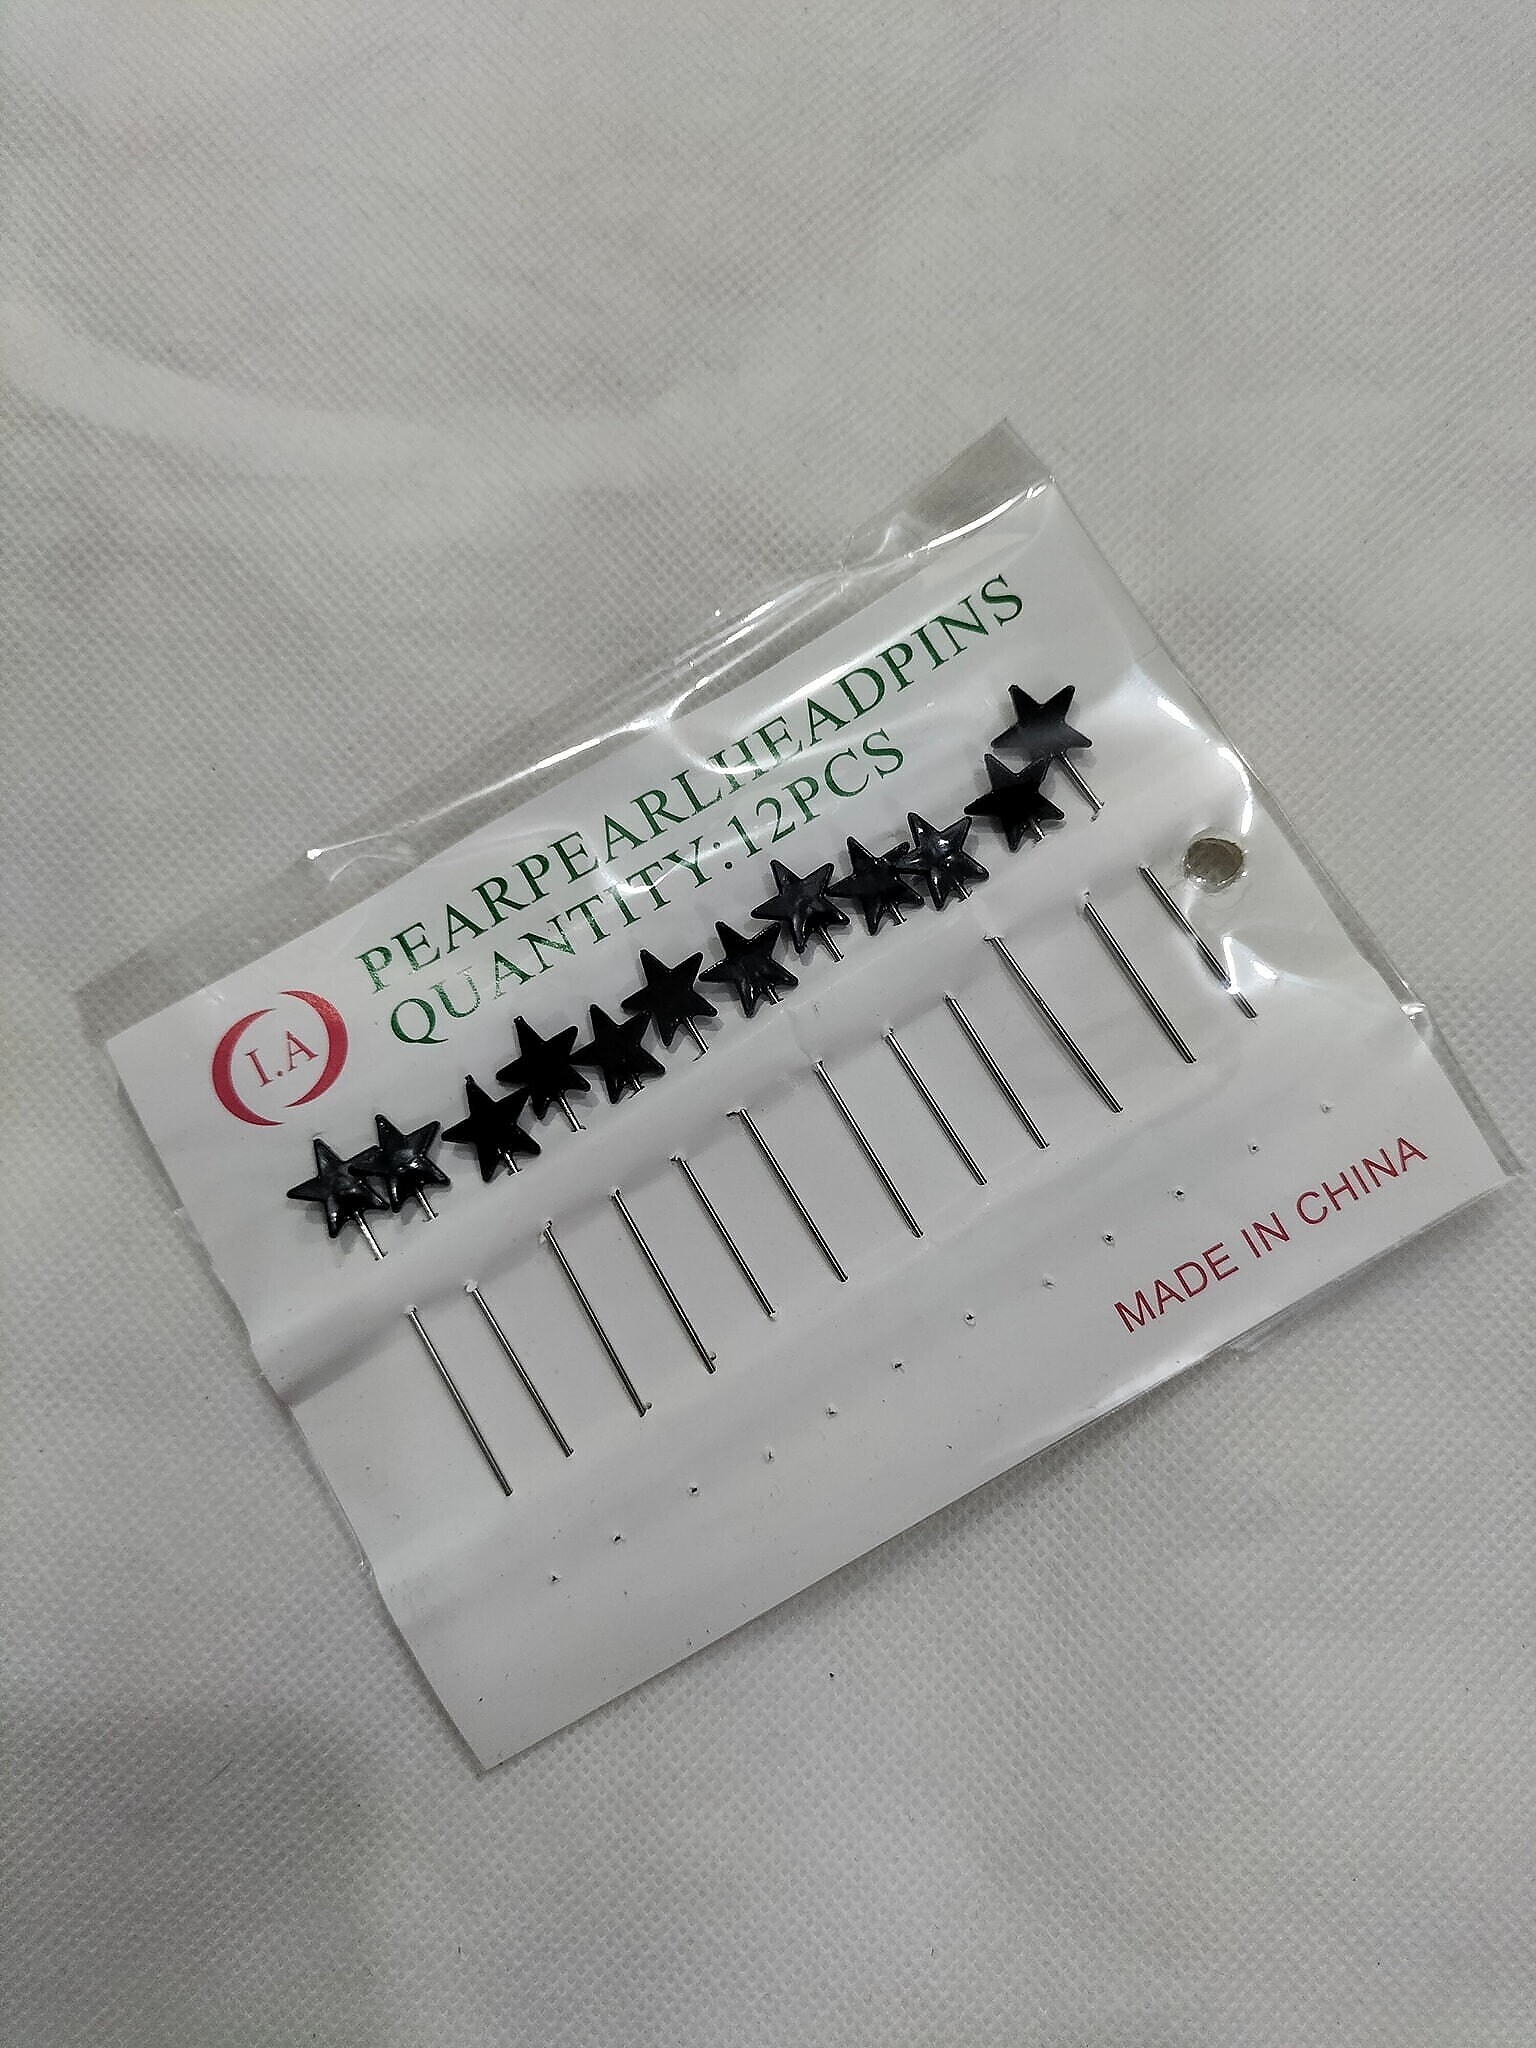 PEARPEARLHEADPINS
QUANTITY:12PCS
I.A
MADE IN CHINA